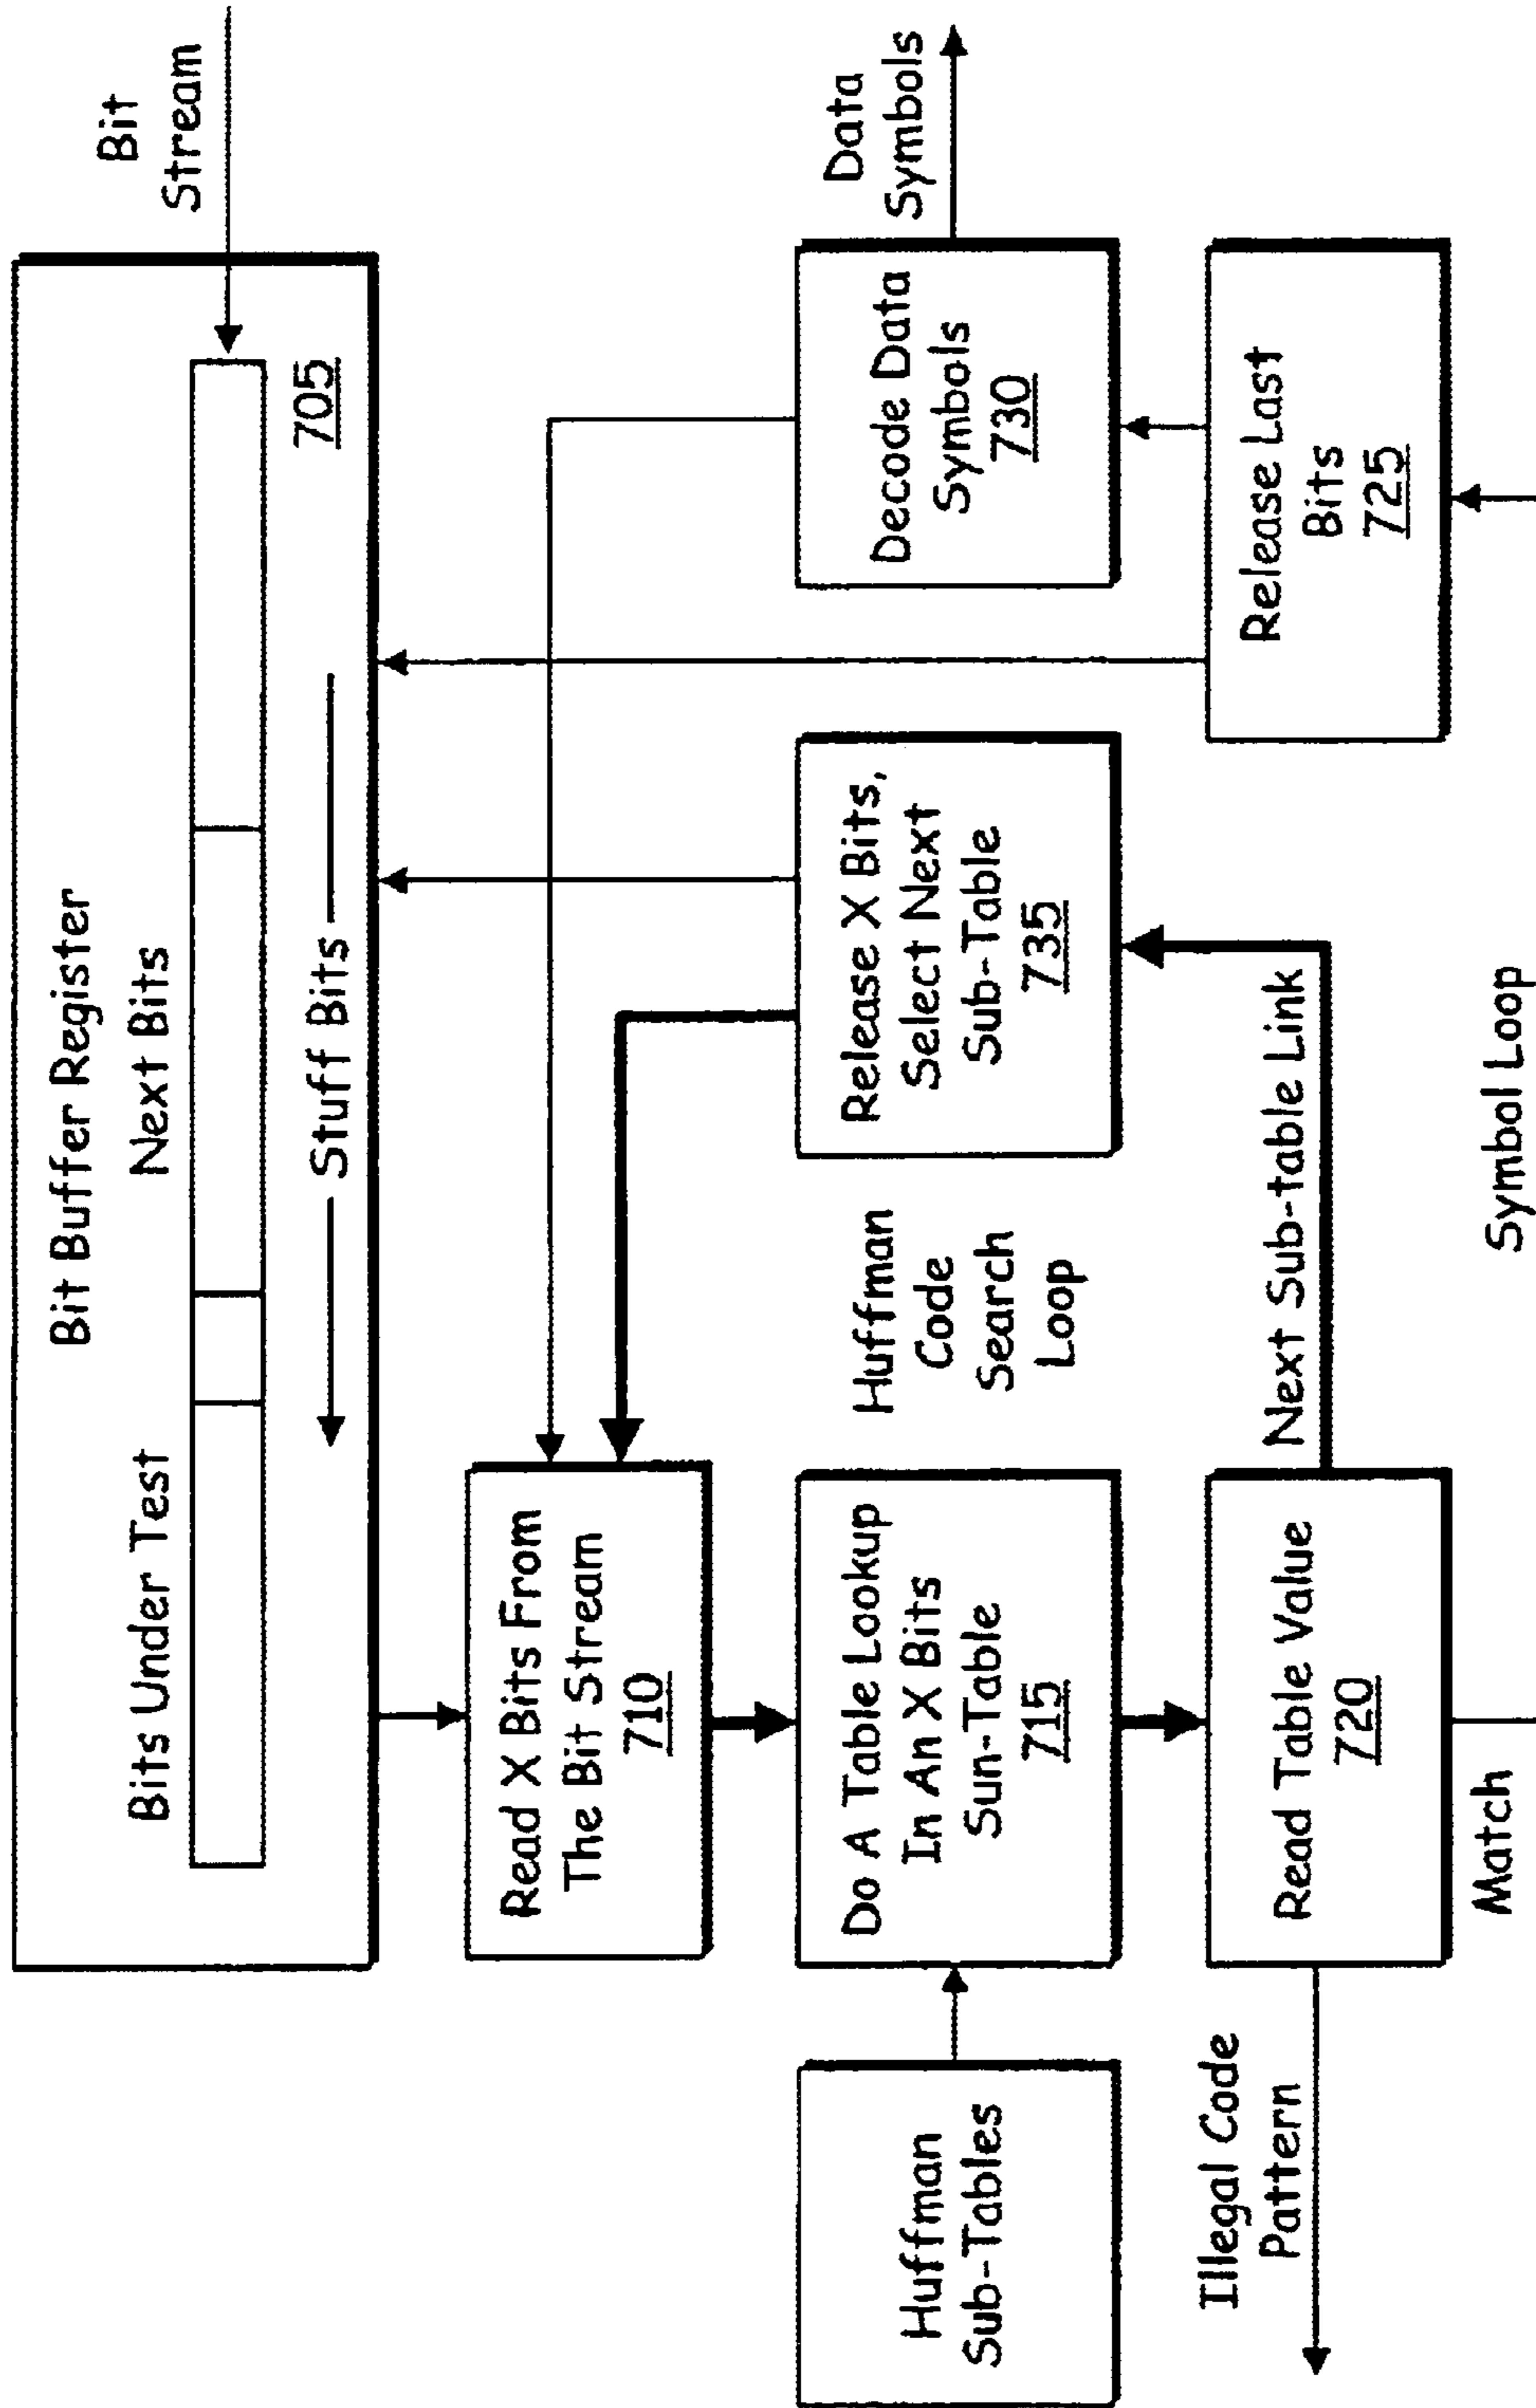 Bit Buffer Register
Bits Under Test
Next Bits
Bit
Stream
Stuff Bits
705
Read X Bits From
The Bit Stream
710
Huffman
Sub-Tables
Do A Table Lookup
In An X Bits
Sun-Table
715
Huffman
Code
Search
Loop
Release X Bits,
Select Next
Sub-Table
735
Decode Data
Symbols
730
Data
Symbols
Illegal Code
Pattern
Read Table Value
720
Next Sub-table Link
Release Last
Bits
725
Match
Symbol Loop